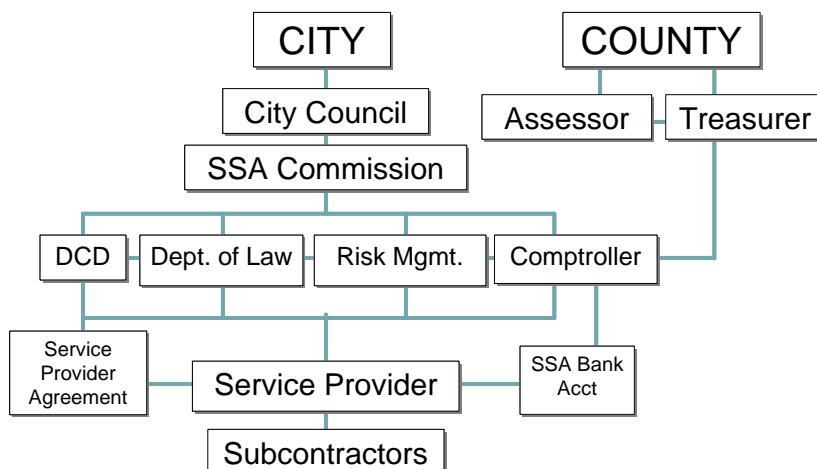 CITY
COUNTY
City Council
Assessor
Treasurer
SSA Commission
DCD
Dept. of Law
Risk Mgmt.
Comptroller
Service
Provider
Agreement
Service Provider
SSA Bank
Acct
Subcontractors